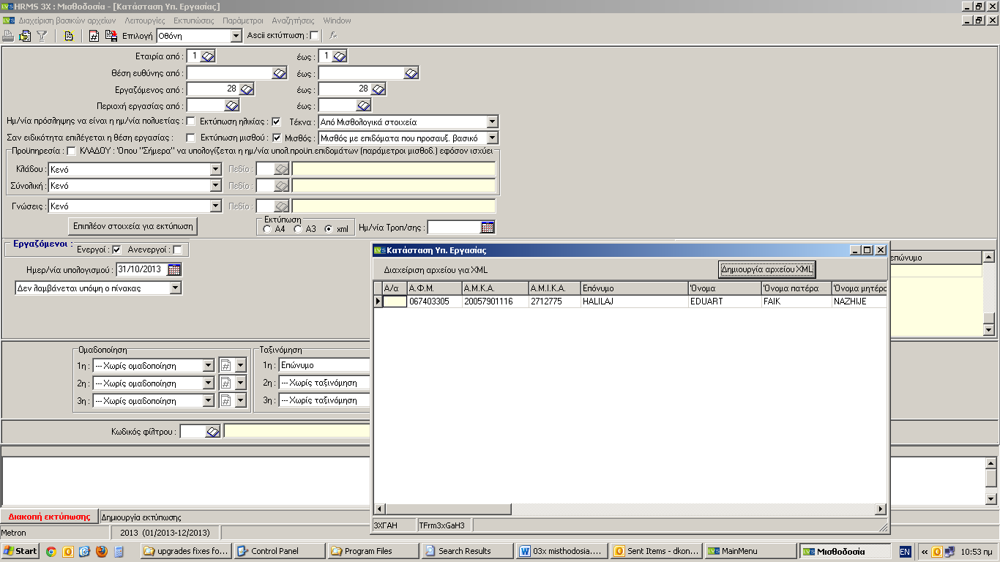 HRMS 3X : Μισθοδοσία - [Κατάσταση Υπ. Εργασίας]
Διαχείριση βασικών αρχείων Λειτουργίες Εκτυπώσεις Παράμετροι Αναζητήσεις Window
Επιλογή Οθόνη Ascii εκτύπωση :
Εταιρία από : 1 έως : 1
Θέση ευθύνης από : έως :
Εργαζόμενος από : 28 έως : 28
Περιοχή εργασίας από : έως :
Ημ/νία πρόσληψης να είναι η ημ/νία πολυετίας : Εκτύπωση ηλικίας : Τέκνα : Από Μισθολογικά στοιχεία
Σαν ειδικότητα επιλέγεται η θέση εργασίας : Εκτύπωση μισθού : Μισθός : Μισθός με επιδόματα που προσαυξ. βασικό
Προϋπηρεσία : ΚΛΑΔΟΥ : Όπου "Σήμερα" να υπολογίζεται η ημ/νία υπολ.προϋπ.επιδομάτων (παράμετροι μισθοδ.) εφόσον ισχύει
Κλάδου : Κενό Πεδίο :
Σύνολική : Κενό Πεδίο :
Γνώσεις : Κενό Πεδίο :
Επιπλέον στοιχεία για εκτύπωση Εκτύπωση A4 A3 xml Ημ/νία Τροπ/σης :
Εργαζόμενοι : Ενεργοί : Ανενεργοί :
Ημερ/νία υπολογισμού : 31/10/2013
Δεν λαμβάνεται υπόψη ο πίνακας
επώνυμο
Κατάσταση Υπ. Εργασίας
Διαχείριση αρχείου για XML Δημιουργία αρχείου XML
Α/α Α.Φ.Μ. Α.Μ.Κ.Α. Α.Μ.Ι.Κ.Α. Επόνυμο Όνομα Όνομα πατέρα Όνομα μητέρα
067403305 20057901116 2712775 HALILAJ EDUART FAIK NAZHIJE
Ομαδοποίηση Ταξινόμηση
1η : --- Χωρίς ομαδοποίηση 1η : Επώνυμο
2η : --- Χωρίς ομαδοποίηση 2η : --- Χωρίς ταξινόμηση
3η : --- Χωρίς ομαδοποίηση 3η : --- Χωρίς ταξινόμηση
Κωδικός φίλτρου :
3ΧΓΑΗ TFrm3xGaH3
Διακοπή εκτύπωσης Δημιουργία εκτύπωσης
Metron 2013 (01/2013-12/2013)
Start upgrades fixes fo... Control Panel Program Files Search Results 03x misthodosia.... Sent Items - dkon... MainMenu Μισθοδοσία EN « 10:53 πμ